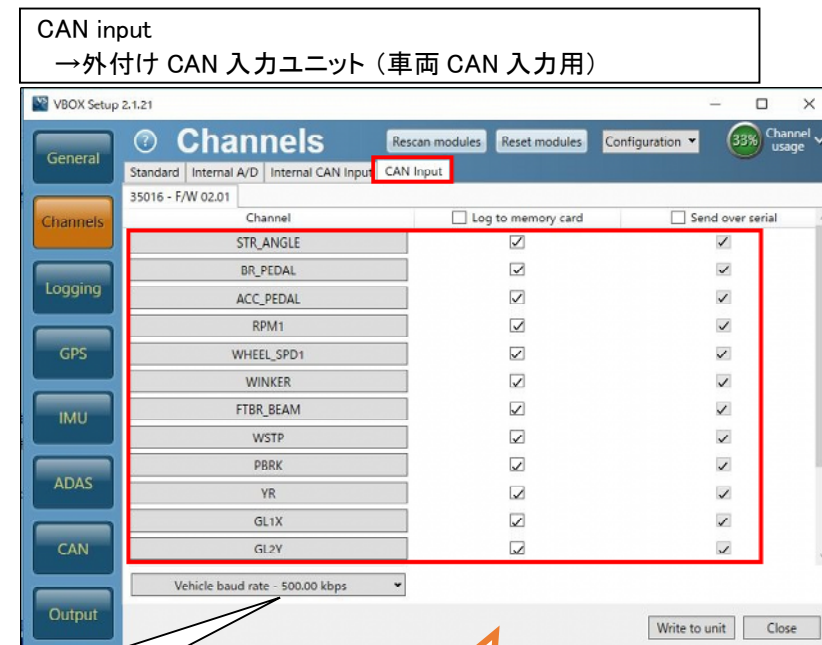 CAN input
→外付け CAN 入力ユニット（車両 CAN 入力用）
VBOX Setup 2.1.21
Channels
Rescan modules
Reset modules
Configuration
33%
Channel usage
General
Channels
Logging
GPS
IMU
ADAS
CAN
Output
Standard Internal A/D Internal CAN Input CAN Input
35016 - F/W 02.01
Channel Log to memory card Send over serial
STR_ANGLE
BR_PEDAL
ACC_PEDAL
RPM1
WHEEL_SPD1
WINKER
FTBR_BEAM
WSTP
PBRK
YR
GL1X
GL2Y
Vehicle baud rate - 500.00 kbps
Write to unit Close